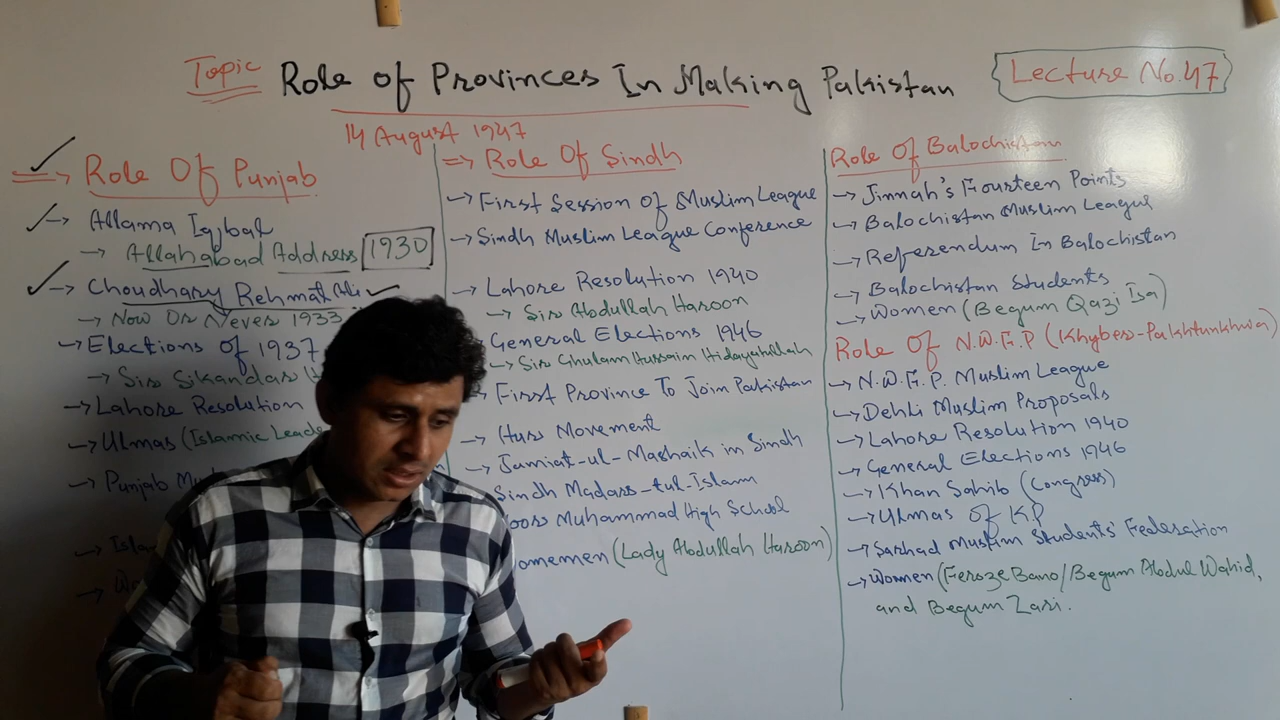 Topic Role of Provinces In Making Pakistan
Lecture No.47
14 August 1947
=> Role Of Punjab
-> Allama Iqbal
-> Allahabad Address 1930
-> Choudhary Rehmat Ali
-> Now Or Never 1933
-> Elections of 1937
-> Sir Sikandar
-> Lahore Resolution
-> Ulmas (Islamic
-> Punjab
=> Role Of Sindh
-> First Session Of Muslim League
-> Sindh Muslim League Conference
-> Lahore Resolution 1940
-> Sir Abdullah Haroon
General Elections 1946
-> Sir Ghulam Hussain Hidayatullah
First Province To Join Pakistan
-> Hurs Movement
-> Jamiat-ul-Mashaik in Sindh
Sindh Madars-tul-Islam
Muhammad High School
(Lady Abdullah Haroon)
Role Of Balochistan
-> Jinnah's Fourteen Points
-> Balochistan Muslim League
-> Referendum In Balochistan
-> Balochistan Students
-> Women (Begum Qazi Isa)
Role Of N.W.F.P (Khyber-Pakhtunkhwa)
-> N.W.F.P. Muslim League
-> Dehli Muslim Proposals
-> Lahore Resolution 1940
-> General Elections 1946
-> Khan Sahib (Congress)
-> Ulmas Of K.P
-> Sarhad Muslim Students' Federation
-> Women (Feroze Bano/Begum Abdul Wahid,
and Begum Zari.